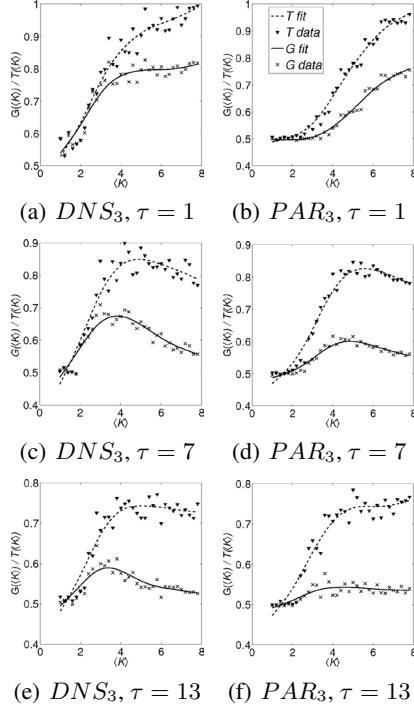 1
0.9
0.8
0.7
0.6
0.5
G(⟨K⟩) / T(⟨K⟩)
0 2 4 6 8
⟨K⟩
(a) DNS₃, τ = 1
1
0.9
0.8
0.7
0.6
0.5
0.4
G(⟨K⟩) / T(⟨K⟩)
T fit
T data
G fit
G data
0 2 4 6 8
⟨K⟩
(b) PAR₃, τ = 1
0.9
0.8
0.7
0.6
0.5
0.4
G(⟨K⟩) / T(⟨K⟩)
0 2 4 6 8
⟨K⟩
(c) DNS₃, τ = 7
0.9
0.8
0.7
0.6
0.5
0.4
G(⟨K⟩) / T(⟨K⟩)
0 2 4 6 8
⟨K⟩
(d) PAR₃, τ = 7
0.8
0.7
0.6
0.5
0.4
G(⟨K⟩) / T(⟨K⟩)
0 2 4 6 8
⟨K⟩
(e) DNS₃, τ = 13
0.8
0.7
0.6
0.5
0.4
G(⟨K⟩) / T(⟨K⟩)
0 2 4 6 8
⟨K⟩
(f) PAR₃, τ = 13